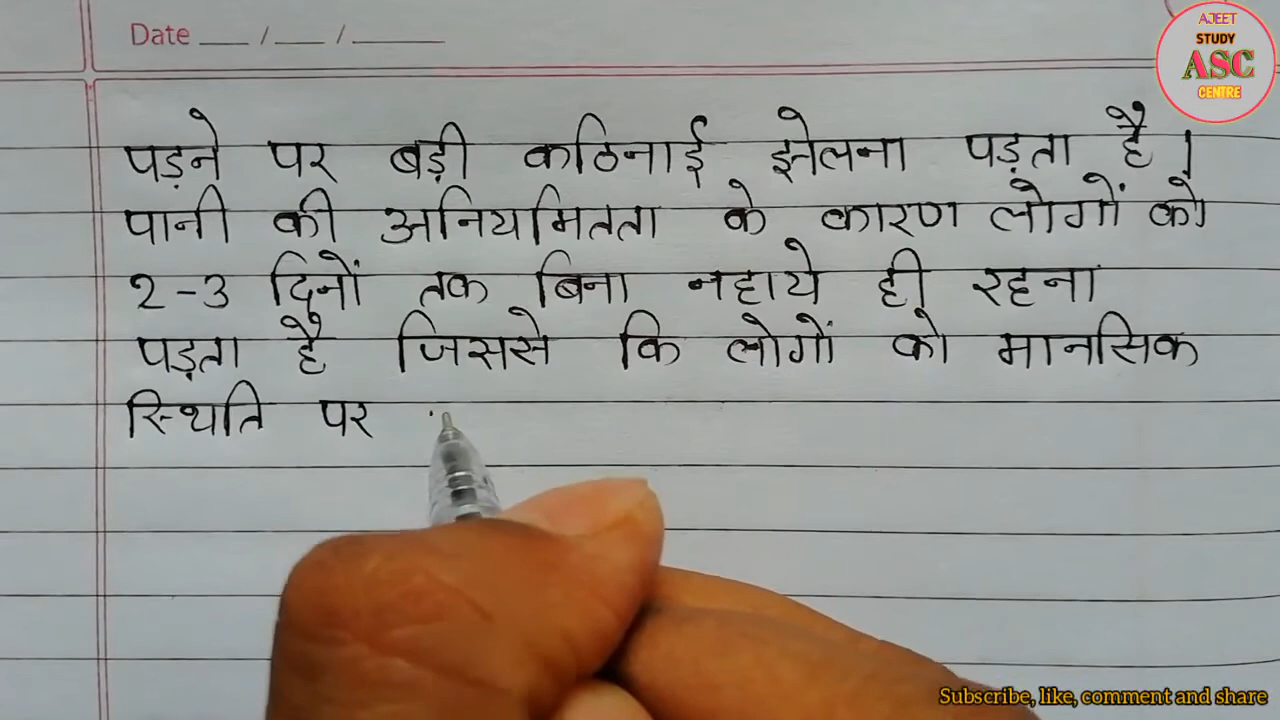 Date ___ / ___ / ______
AJEET
STUDY
ASC
CENTRE
पड़ने पर बड़ी कठिनाई झेलना पड़ता है।
पानी की अनियमितता के कारण लोगों को
2-3 दिनों तक बिना नहाये ही रहना
पड़ता है जिससे कि लोगों को मानसिक
स्थिति पर
Subscribe, like, comment and share